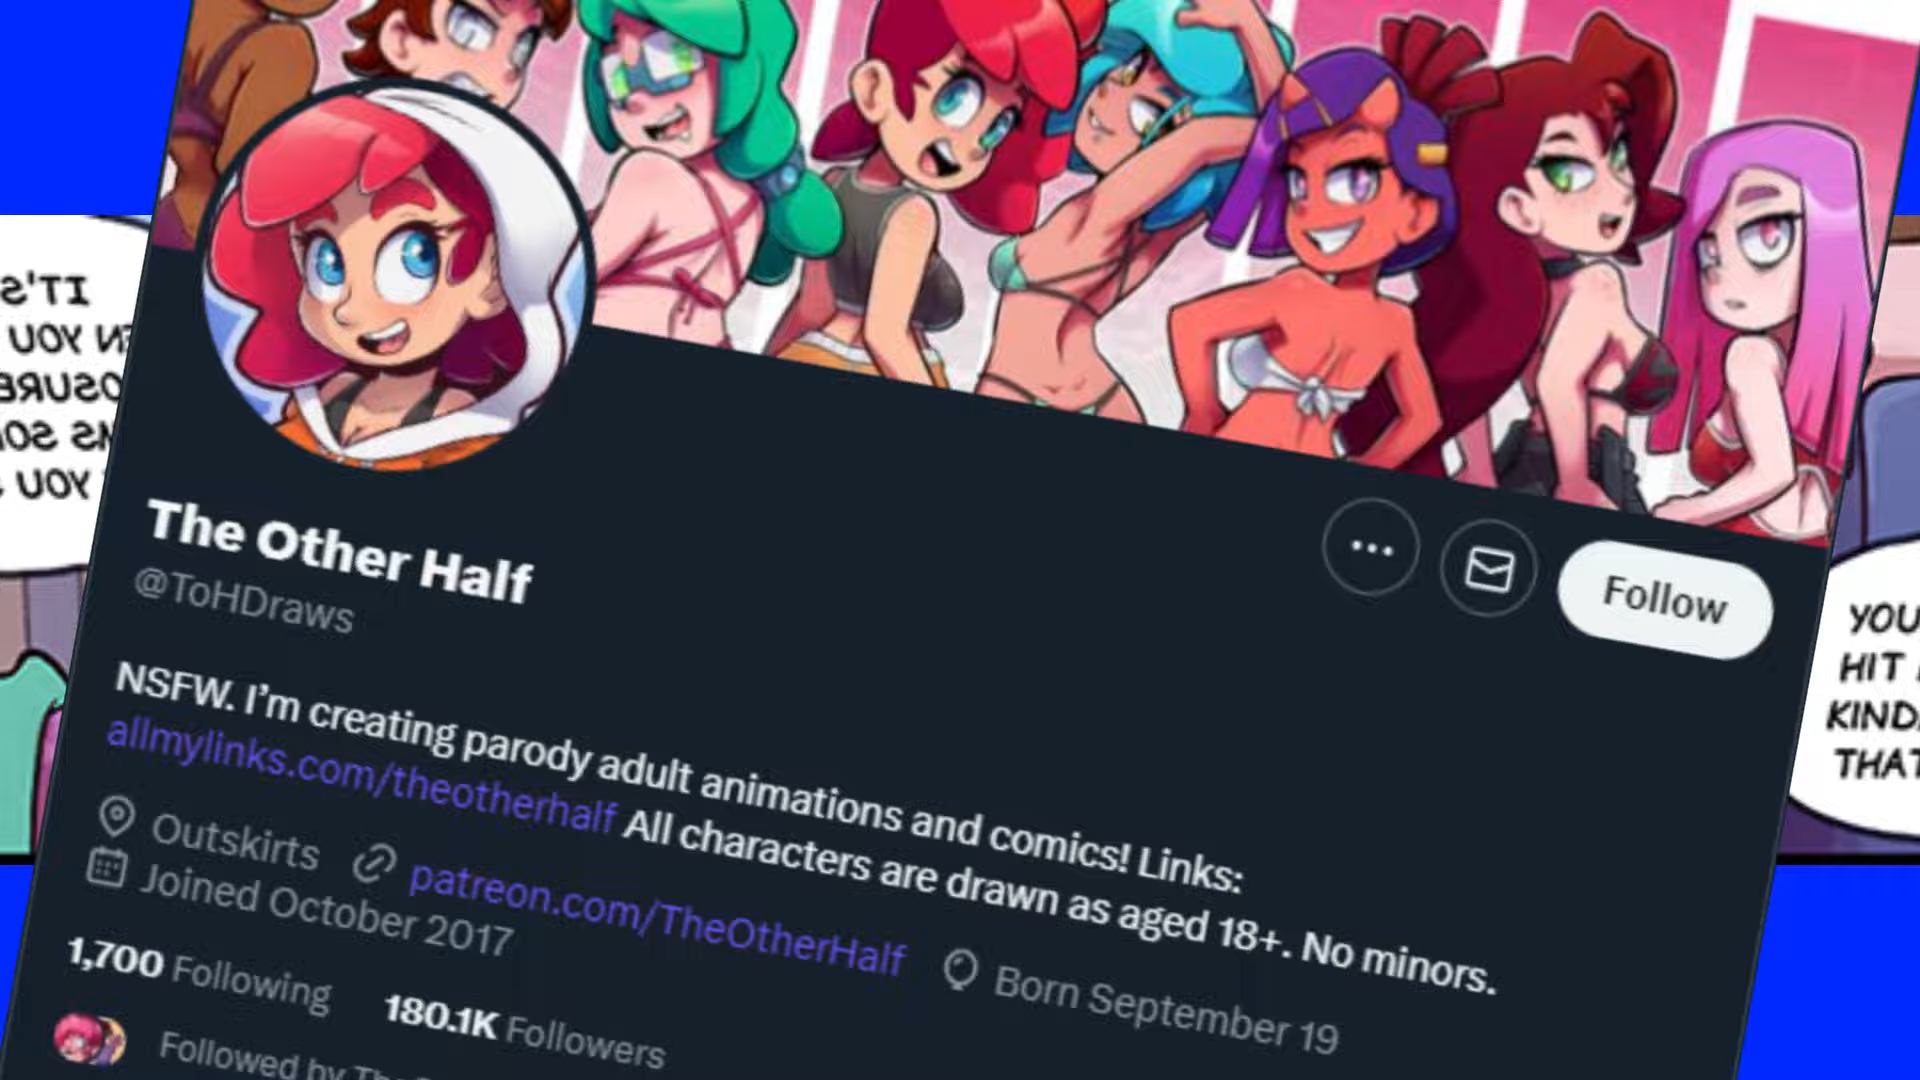 The Other Half
@ToHDraws
Follow
NSFW. I'm creating parody adult animations and comics! Links:
allmylinks.com/theotherhalf All characters are drawn as aged 18+. No minors.
Outskirts patreon.com/TheOtherHalf Born September 19
Joined October 2017
1,700 Following 180.1K Followers
Followed by
IT'S
YOU
YOU
YOU
HIT
THAT